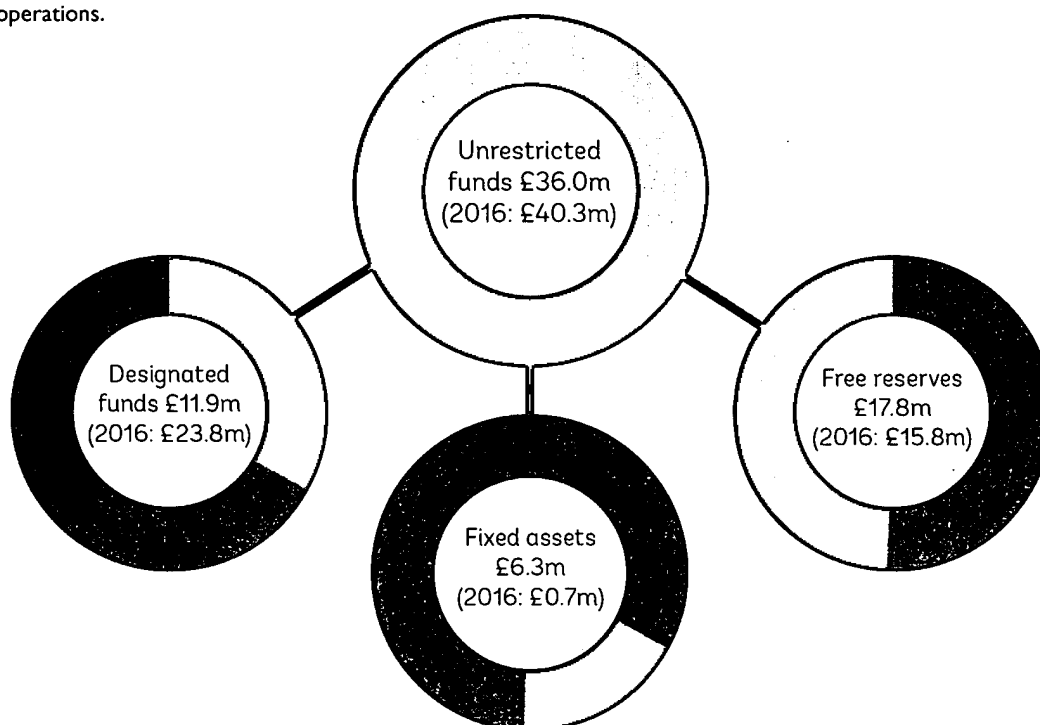 operations.
Unrestricted
funds £36.0m
(2016: £40.3m)
Designated
funds £11.9m
(2016: £23.8m)
Fixed assets
£6.3m
(2016: £0.7m)
Free reserves
£17.8m
(2016: £15.8m)